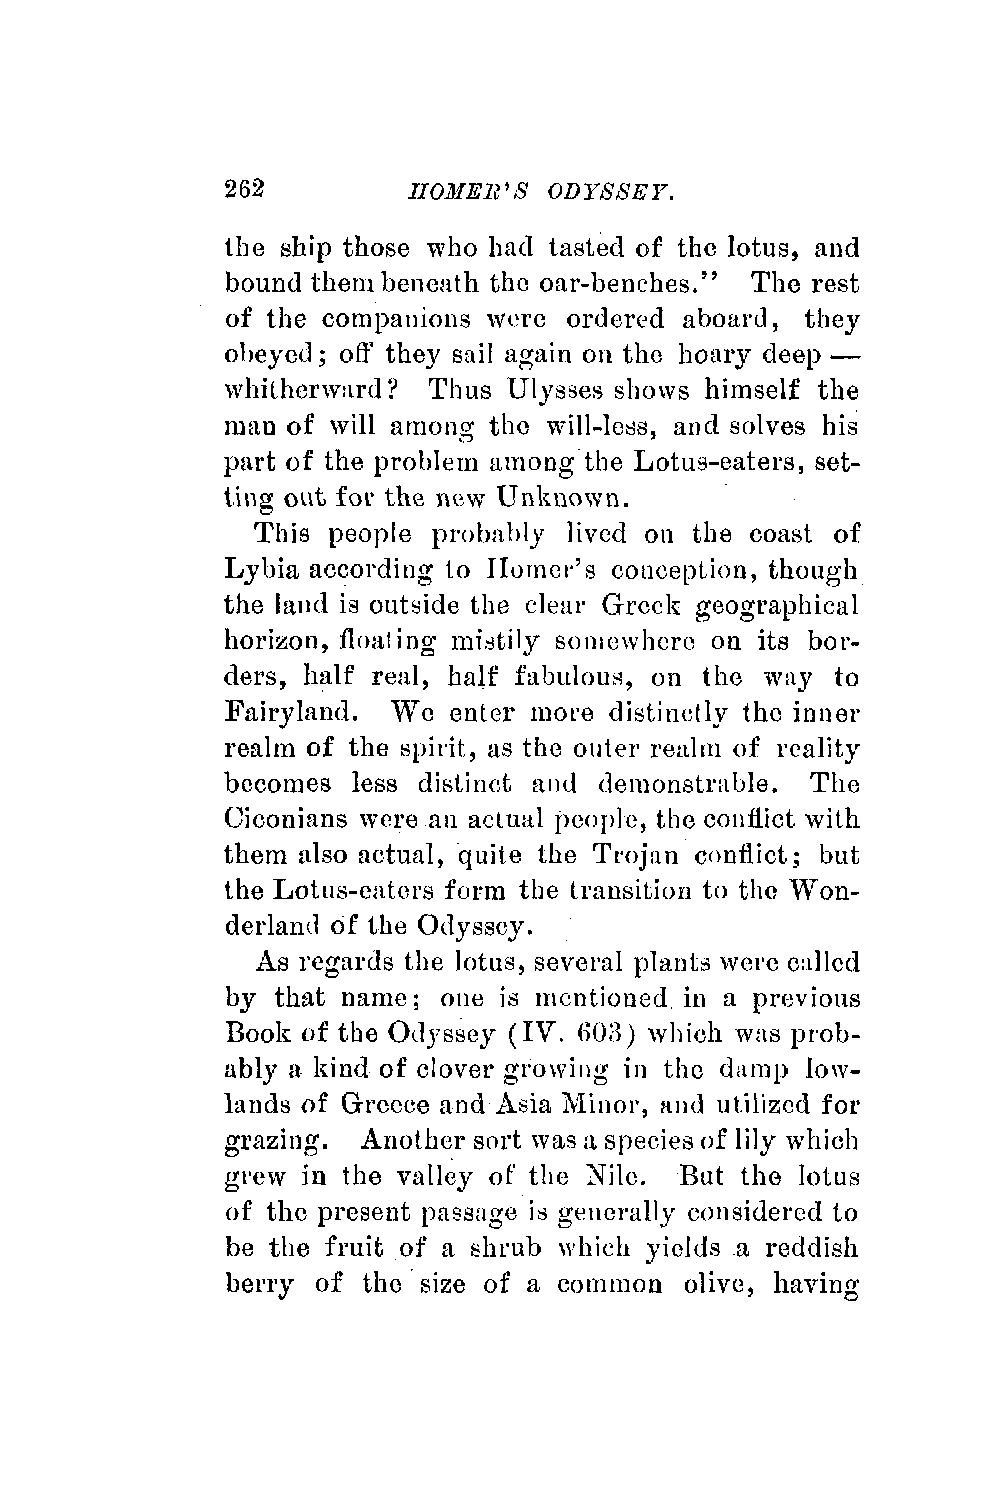 262 HOMER'S ODYSSEY.
the ship those who had tasted of the lotus, and
bound them beneath the oar-benches." The rest
of the companions were ordered aboard, they
obeyed; off they sail again on the hoary deep —
whitherward? Thus Ulysses shows himself the
man of will among the will-less, and solves his
part of the problem among the Lotus-eaters, set-
ting out for the new Unknown.
This people probably lived on the coast of
Lybia according to Homer's conception, though
the land is outside the clear Greek geographical
horizon, floating mistily somewhere on its bor-
ders, half real, half fabulous, on the way to
Fairyland. We enter more distinctly the inner
realm of the spirit, as the outer realm of reality
becomes less distinct and demonstrable. The
Ciconians were an actual people, the conflict with
them also actual, quite the Trojan conflict; but
the Lotus-eaters form the transition to the Won-
derland of the Odyssey.
As regards the lotus, several plants were called
by that name; one is mentioned in a previous
Book of the Odyssey (IV. 603) which was prob-
ably a kind of clover growing in the damp low-
lands of Greece and Asia Minor, and utilized for
grazing. Another sort was a species of lily which
grew in the valley of the Nile. But the lotus
of the present passage is generally considered to
be the fruit of a shrub which yields a reddish
berry of the size of a common olive, having